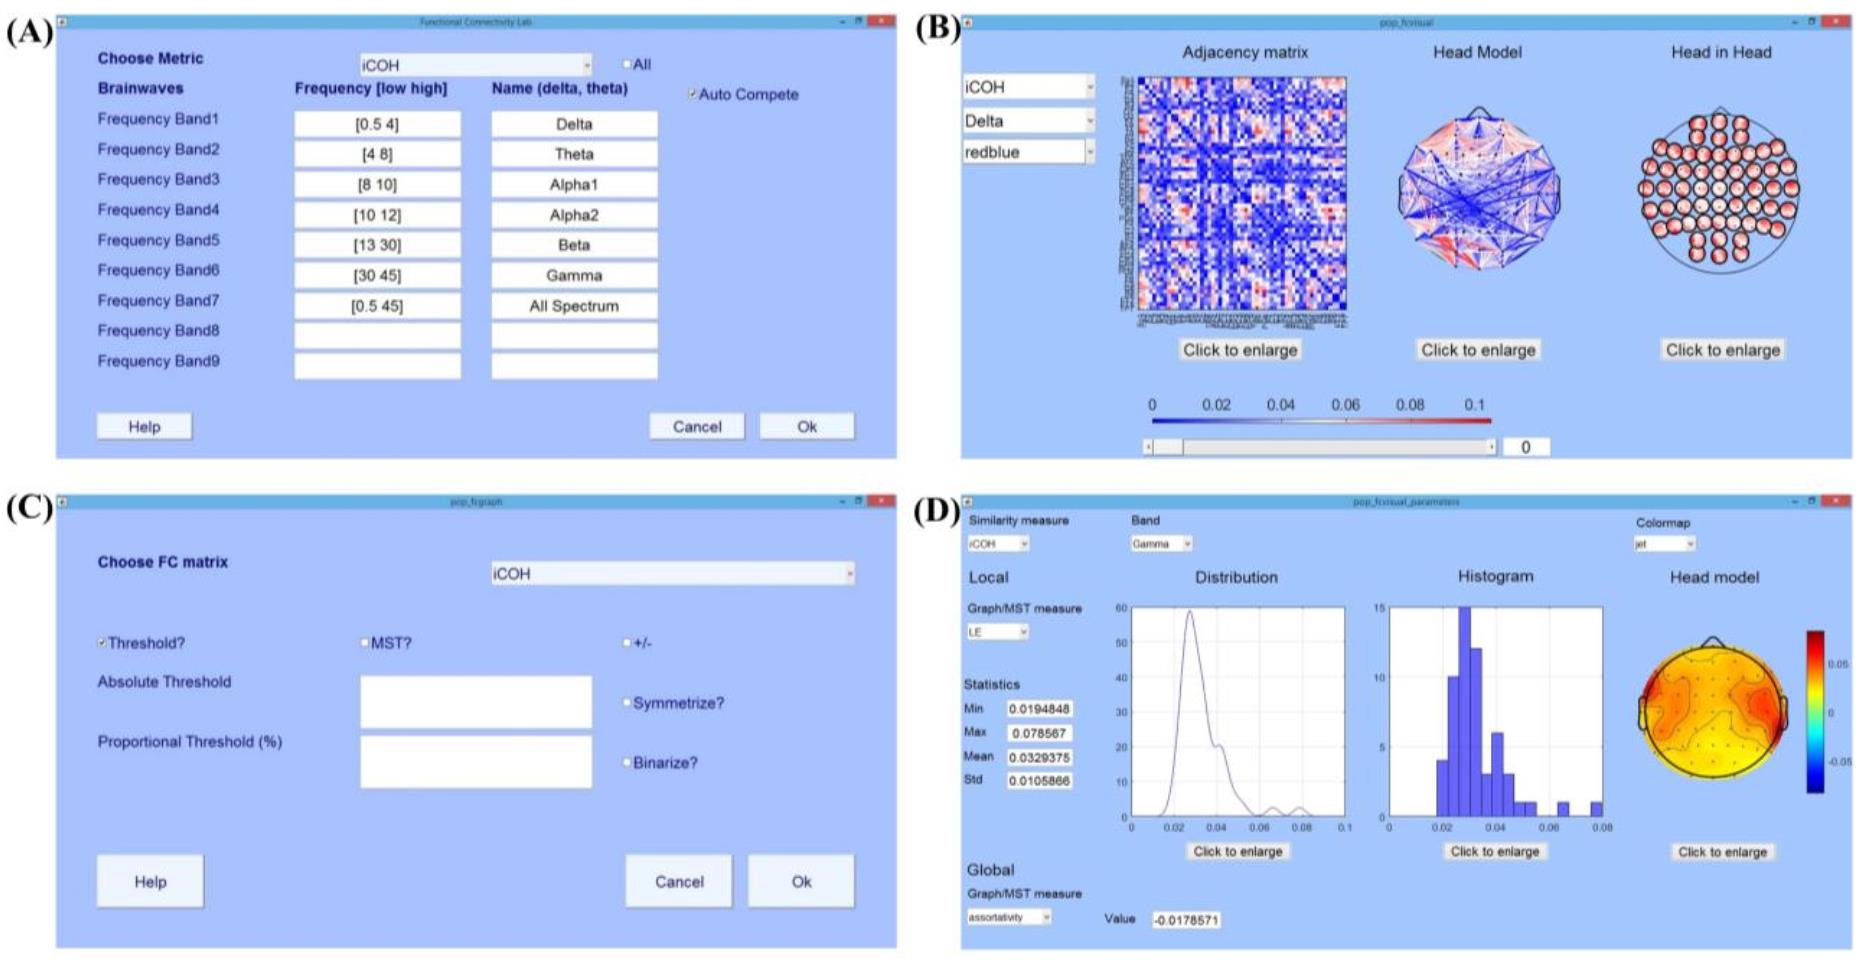 (A)
Functional Connectivity Lab
Choose Metric
iCOH
All
Brainwaves
Frequency [low high]
Name (delta, theta)
Auto Compete
Frequency Band1
[0.5 4]
Delta
Frequency Band2
[4 8]
Theta
Frequency Band3
[8 10]
Alpha1
Frequency Band4
[10 12]
Alpha2
Frequency Band5
[13 30]
Beta
Frequency Band6
[30 45]
Gamma
Frequency Band7
[0.5 45]
All Spectrum
Frequency Band8
Frequency Band9
Help
Cancel
Ok
(B)
pop_fcvisual
Adjacency matrix
Head Model
Head in Head
iCOH
Delta
redblue
Click to enlarge
Click to enlarge
Click to enlarge
0 0.02 0.04 0.06 0.08 0.1
0
(C)
pop_fcgraph
Choose FC matrix
iCOH
Threshold?
MST?
+/-
Absolute Threshold
Symmetrize?
Proportional Threshold (%)
Binarize?
Help
Cancel
Ok
(D)
pop_fcvisual_parameters
Similarity measure
Band
Colormap
iCOH
Gamma
jet
Local
Distribution
Histogram
Head model
Graph/MST measure
LE
Statistics
Min 0.0194848
Max 0.078567
Mean 0.0329375
Std 0.0105866
60
50
40
30
20
10
0
0 0.02 0.04 0.06 0.08 0.1
15
10
5
0
0 0.02 0.04 0.06 0.08
0.05
0
-0.05
Click to enlarge
Click to enlarge
Click to enlarge
Global
Graph/MST measure
assortativity
Value
-0.0178571